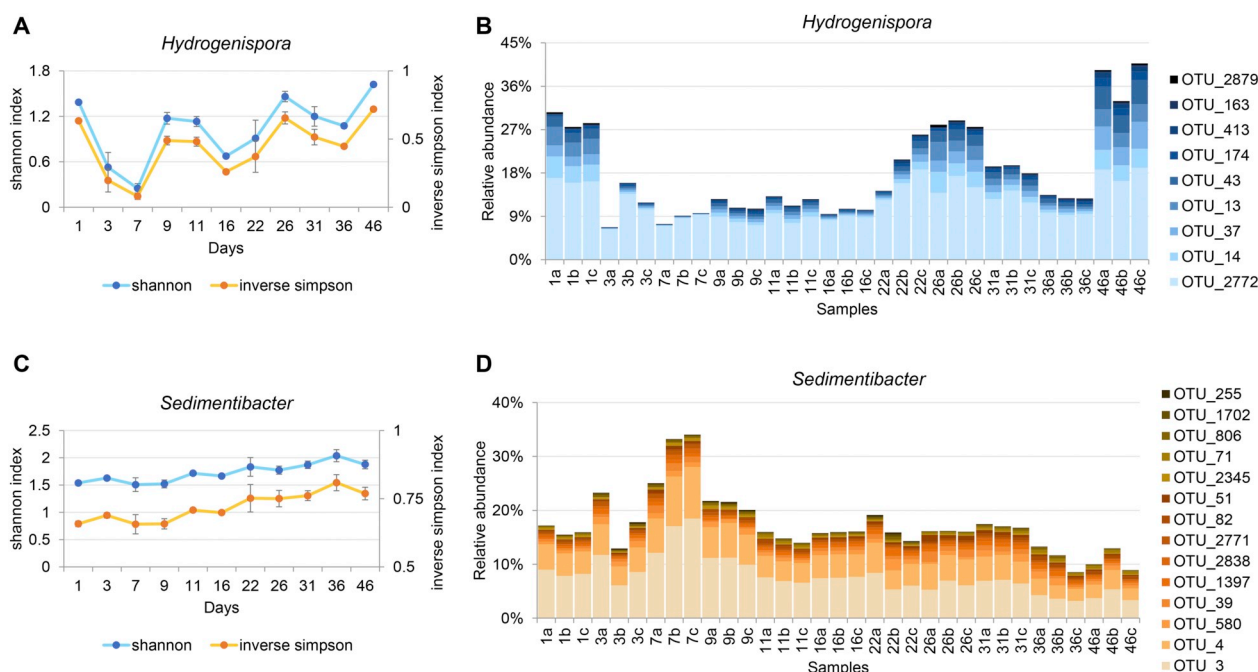 A
Hydrogenispora
1.8
1.2
0.6
0
1
0.5
0
shannon index
inverse simpson index
1 3 7 9 11 16 22 26 31 36 46
Days
shannon inverse simpson
B
Hydrogenispora
45%
36%
27%
18%
9%
0%
Relative abundance
1a 1b 1c 3a 3b 3c 7a 7b 7c 9a 9b 9c 11a 11b 11c 16a 16b 16c 22a 22b 22c 26a 26b 26c 31a 31b 31c 36a 36b 36c 46a 46b 46c
Samples
OTU_2879
OTU_163
OTU_413
OTU_174
OTU_43
OTU_13
OTU_37
OTU_14
OTU_2772
C
Sedimentibacter
2.5
2
1.5
1
0.5
0
1
0.75
0.5
shannon index
inverse simpson index
1 3 7 9 11 16 22 26 31 36 46
Days
shannon inverse simpson
D
Sedimentibacter
40%
30%
20%
10%
0%
Relative abundance
1a 1b 1c 3a 3b 3c 7a 7b 7c 9a 9b 9c 11a 11b 11c 16a 16b 16c 22a 22b 22c 26a 26b 26c 31a 31b 31c 36a 36b 36c 46a 46b 46c
Samples
OTU_255
OTU_1702
OTU_806
OTU_71
OTU_2345
OTU_51
OTU_82
OTU_2771
OTU_2838
OTU_1397
OTU_39
OTU_580
OTU_4
OTU_3